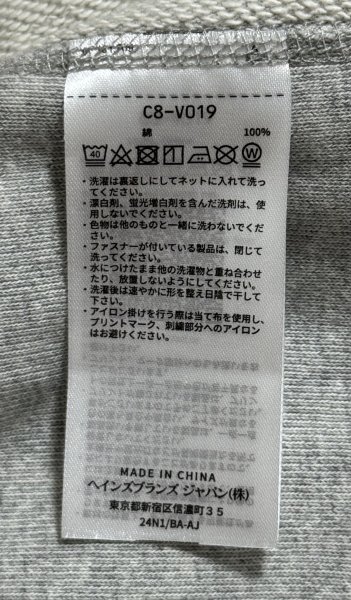 C8-V019
綿 100%
40 W
・洗濯は裏返しにしてネットに入れて洗っ
てください。
・漂白剤、蛍光増白剤を含んだ洗剤は、使
用しないでください。
・色物は他のものと一緒に洗わないでくだ
さい。
・ファスナーが付いている製品は、閉じて
洗ってください。
・水につけたまま他の洗濯物と重ね合わせ
たり、放置しないようにしてください。
・洗濯後は速やかに形を整え日陰で干して
下さい。
・アイロン掛けを行う際は当て布を使用し、
プリントマーク、刺繍部分へのアイロン
はお避けください。
MADE IN CHINA
ヘインズブランズ ジャパン(株)
東京都新宿区信濃町35
24N1/BA-AJ